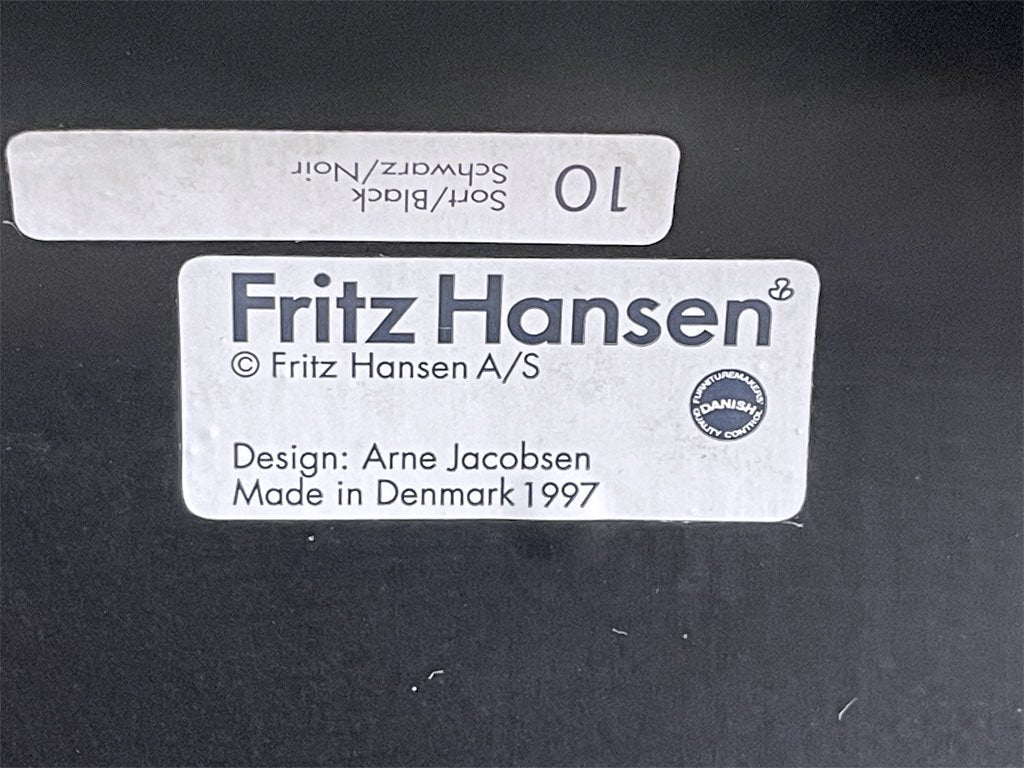 10 Sort/Black
Schwarz/Noir
Fritz Hansen
© Fritz Hansen A/S
FURNITUREMAKERS'
DANISH
QUALITY CONTROL
Design: Arne Jacobsen
Made in Denmark 1997